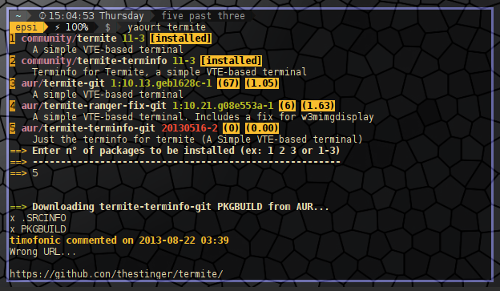 ~ 15:04:53 Thursday five past three
epsi ⚡ 100% $ yaourt termite
1 community/termite 11-3 [installed]
A simple VTE-based terminal
2 community/termite-terminfo 11-3 [installed]
Terminfo for Termite, a simple VTE-based terminal
3 aur/termite-git 1:10.13.geb1628c-1 (67) (1.05)
A simple VTE-based terminal
4 aur/termite-ranger-fix-git 1:10.21.g08e553a-1 (6) (1.63)
A simple VTE-based terminal. Includes a fix for w3mimgdisplay
5 aur/termite-terminfo-git 20130516-2 (0) (0.00)
Just the terminfo for termite (A Simple VTE-based terminal)
==> Enter n° of packages to be installed (ex: 1 2 3 or 1-3)
==> -------------------------------------------------------
==> 5
==> Downloading termite-terminfo-git PKGBUILD from AUR...
x .SRCINFO
x PKGBUILD
timofonic commented on 2013-08-22 03:39
Wrong URL...
https://github.com/thestinger/termite/